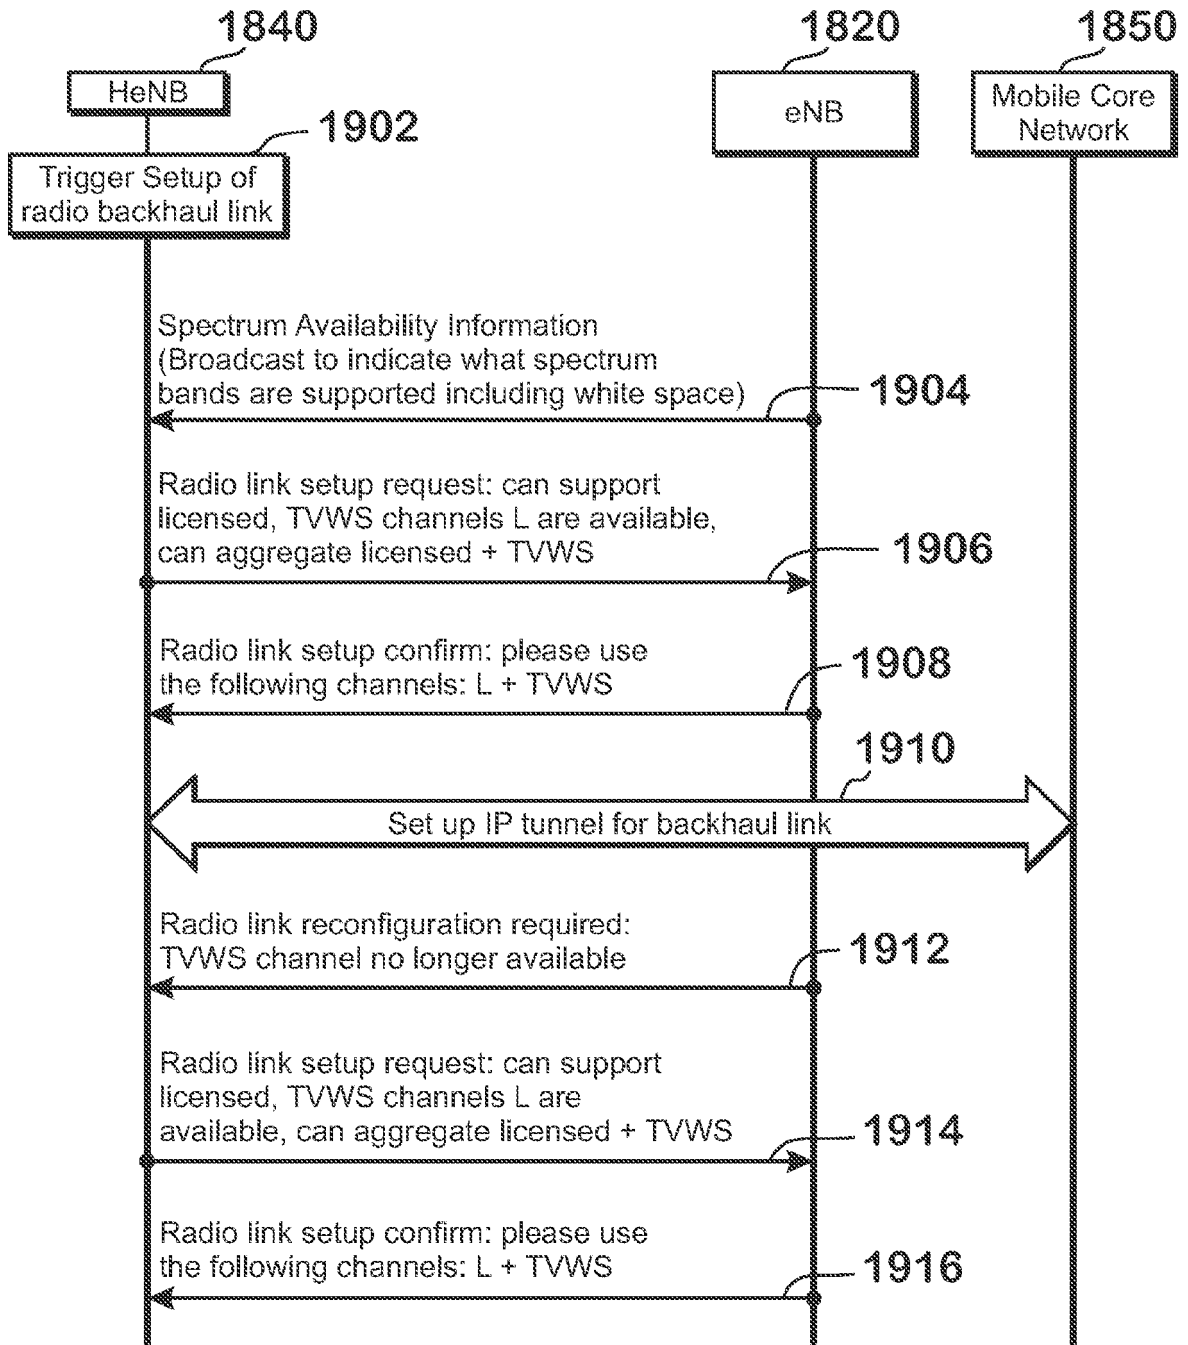 1840
1820
1850
HeNB
eNB
Mobile Core
Network
1902
Trigger Setup of
radio backhaul link
Spectrum Availability Information
(Broadcast to indicate what spectrum
bands are supported including white space)
1904
Radio link setup request: can support
licensed, TVWS channels L are available,
can aggregate licensed + TVWS
1906
Radio link setup confirm: please use
the following channels: L + TVWS
1908
1910
Set up IP tunnel for backhaul link
Radio link reconfiguration required:
TVWS channel no longer available
1912
Radio link setup request: can support
licensed, TVWS channels L are
available, can aggregate licensed + TVWS
1914
Radio link setup confirm: please use
the following channels: L + TVWS
1916